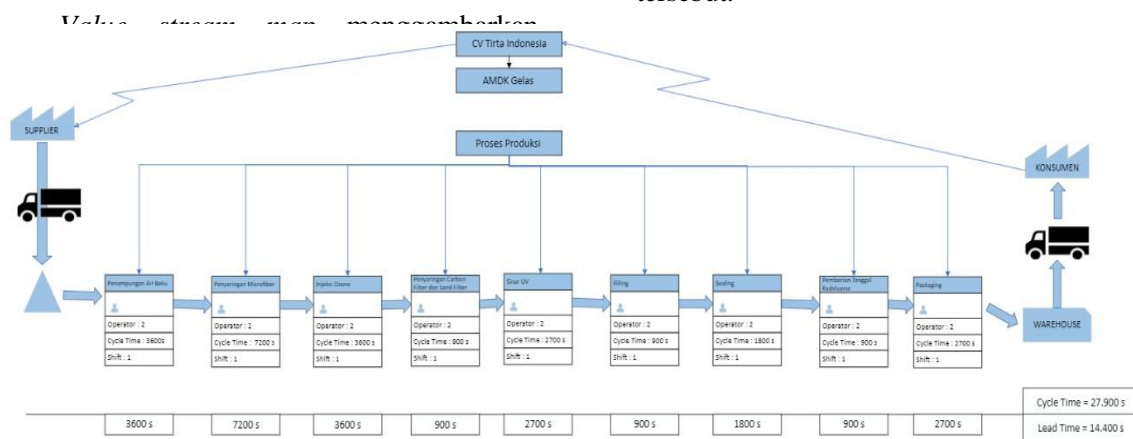 tersebut.
Value stream map menggambarkan
CV Tirta Indonesia
AMDK Gelas
SUPPLIER
Proses Produksi
KONSUMEN
Penampungan Air Baku
Operator : 2
Cycle Time : 3600s
Shift : 1
Penyaringan Microfiber
Operator : 2
Cycle Time : 7200 s
Shift : 1
Injeksi Ozone
Operator : 2
Cycle Time : 3600 s
Shift : 1
Penyaringan Carbon
Filter dan Sand Filter
Operator : 2
Cycle Time : 900 s
Shift : 1
Sinar UV
Operator : 2
Cycle Time : 2700 s
Shift : 1
Filling
Operator : 2
Cycle Time : 900 s
Shift : 1
Sealing
Operator : 2
Cycle Time : 1800 s
Shift : 1
Pemberian Tanggal
Kadaluarsa
Operator : 2
Cycle Time : 900 s
Shift : 1
Packaging
Operator : 2
Cycle Time : 2700 s
Shift : 1
WAREHOUSE
3600 s
7200 s
3600 s
900 s
2700 s
900 s
1800 s
900 s
2700 s
Cycle Time = 27.900 s
Lead Time = 14.400 s